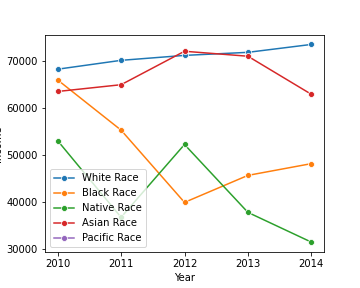 70000
60000
50000
40000
30000
White Race
Black Race
Native Race
Asian Race
Pacific Race
2010 2011 2012 2013 2014
Year